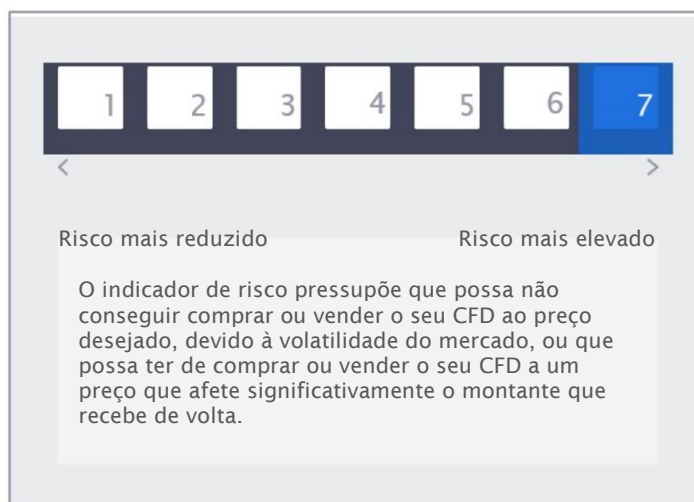 1 2 3 4 5 6 7
< >
Risco mais reduzido Risco mais elevado
O indicador de risco pressupõe que possa não
conseguir comprar ou vender o seu CFD ao preço
desejado, devido à volatilidade do mercado, ou que
possa ter de comprar ou vender o seu CFD a um
preço que afete significativamente o montante que
recebe de volta.